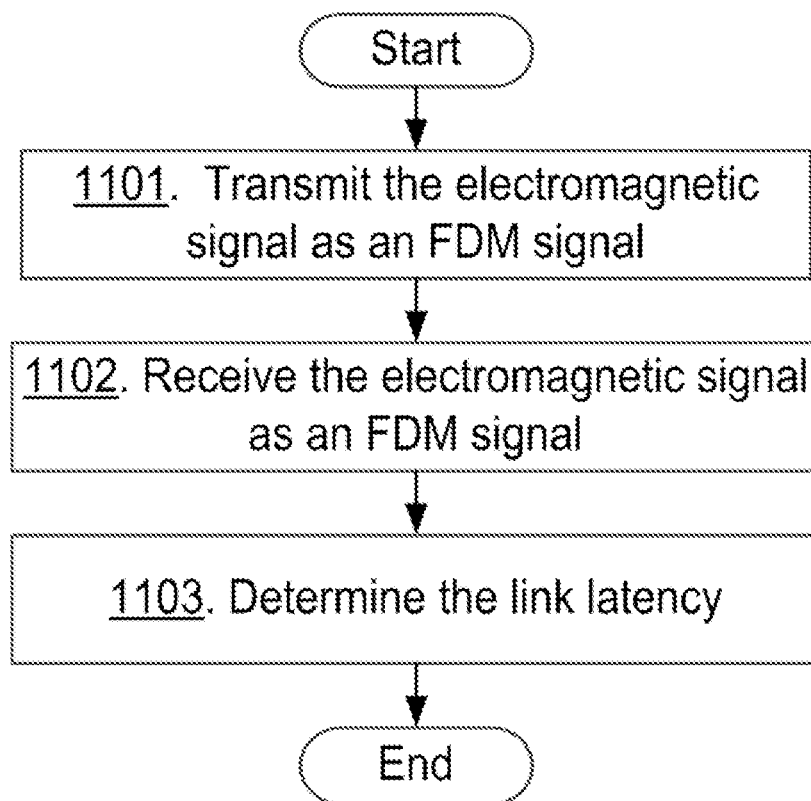 Start
1101. Transmit the electromagnetic
signal as an FDM signal
1102. Receive the electromagnetic signal
as an FDM signal
1103. Determine the link latency
End